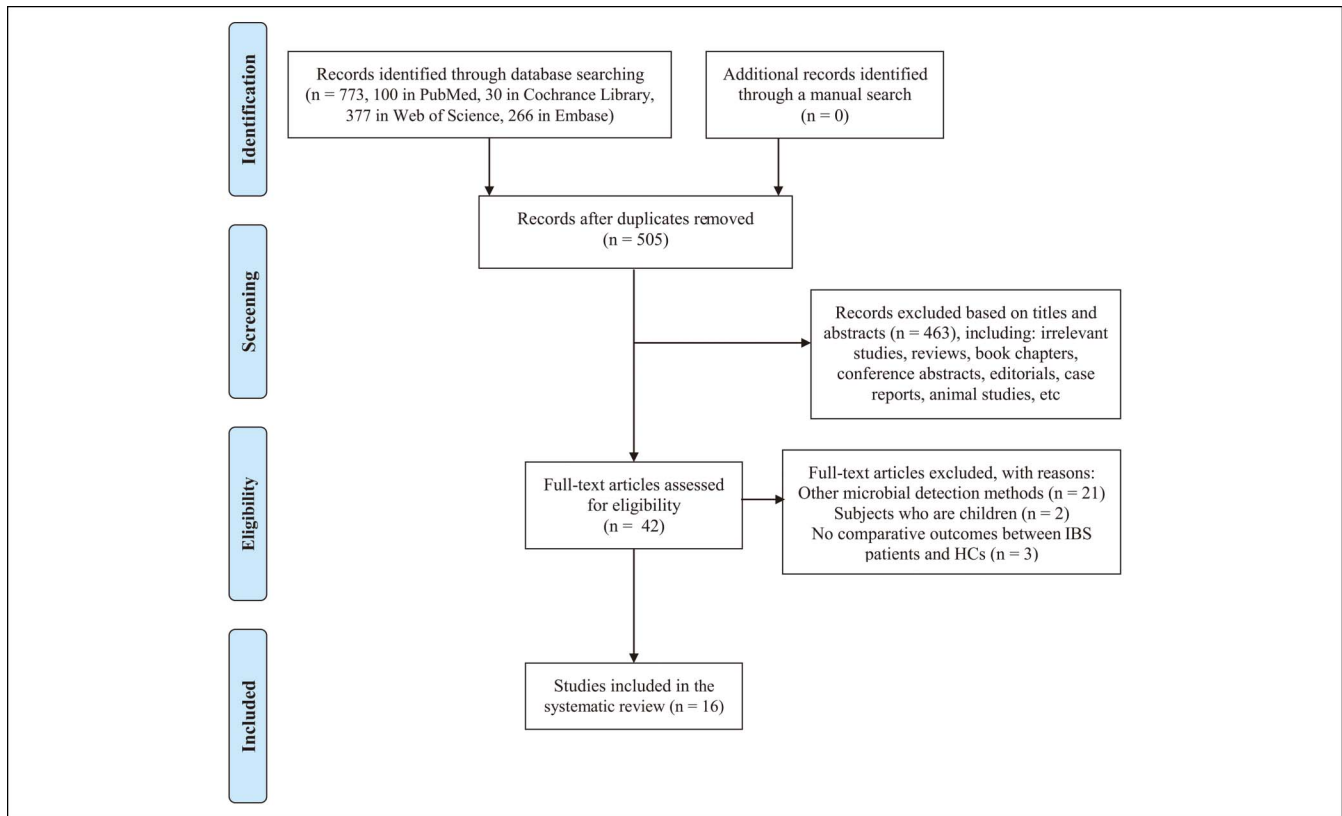 Identification
Records identified through database searching
(n = 773, 100 in PubMed, 30 in Cochrance Library,
377 in Web of Science, 266 in Embase)
Additional records identified
through a manual search
(n = 0)
Records after duplicates removed
(n = 505)
Screening
Records excluded based on titles and
abstracts (n = 463), including: irrelevant
studies, reviews, book chapters,
conference abstracts, editorials, case
reports, animal studies, etc
Eligibility
Full-text articles assessed
for eligibility
(n = 42)
Full-text articles excluded, with reasons:
Other microbial detection methods (n = 21)
Subjects who are children (n = 2)
No comparative outcomes between IBS
patients and HCs (n = 3)
Included
Studies included in the
systematic review (n = 16)